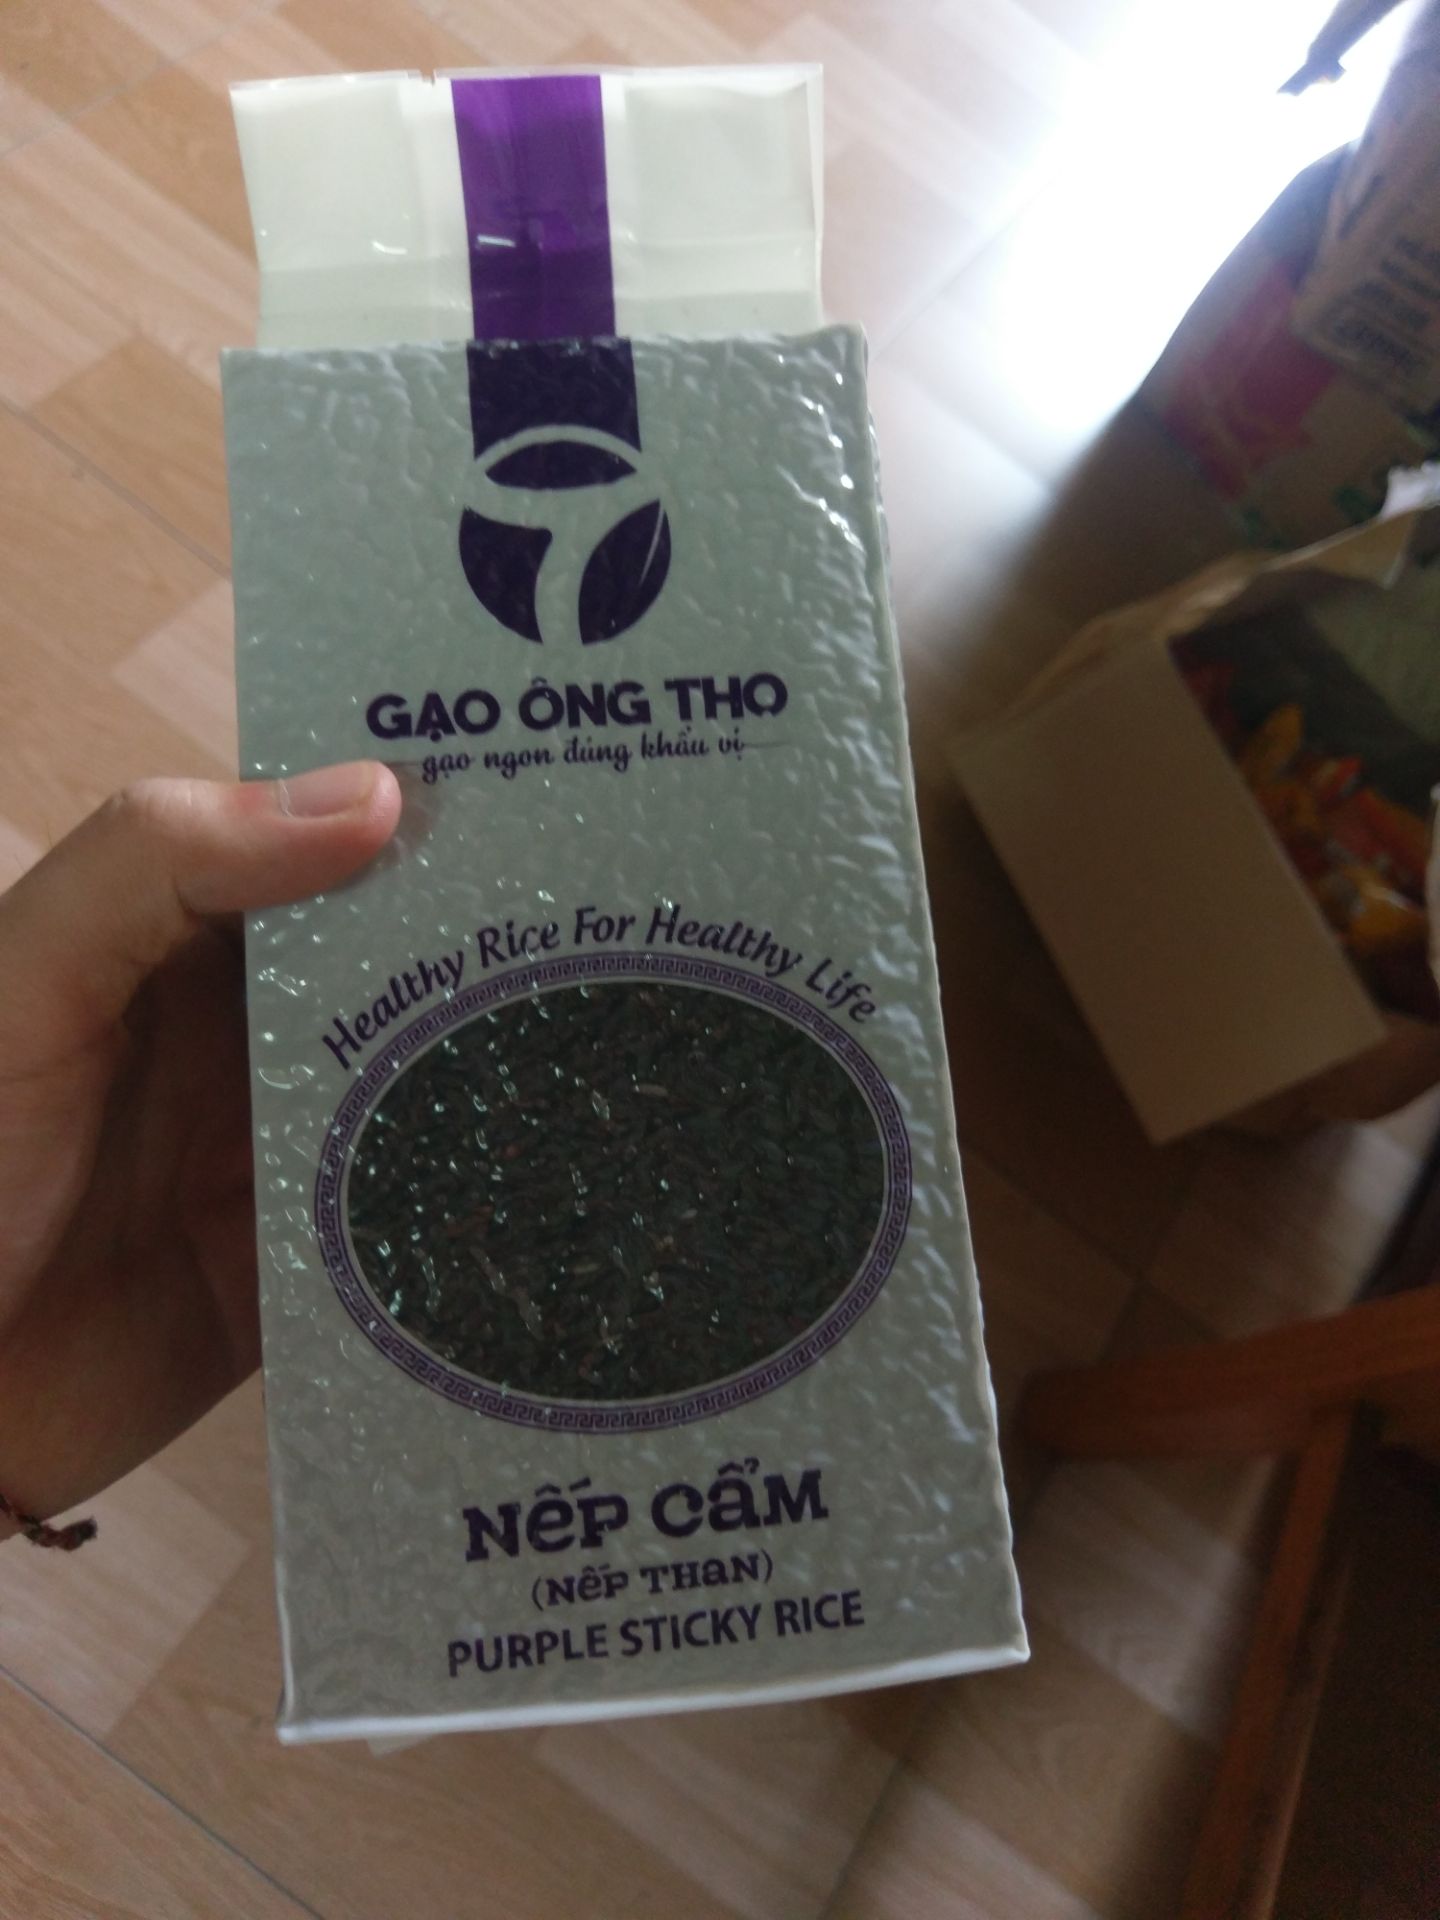 GẠO ÔNG THỌ
gạo ngon đúng khẩu vị
Healthy Rice For Healthy Life
NẾP CẨM
(NẾP THAN)
PURPLE STICKY RICE